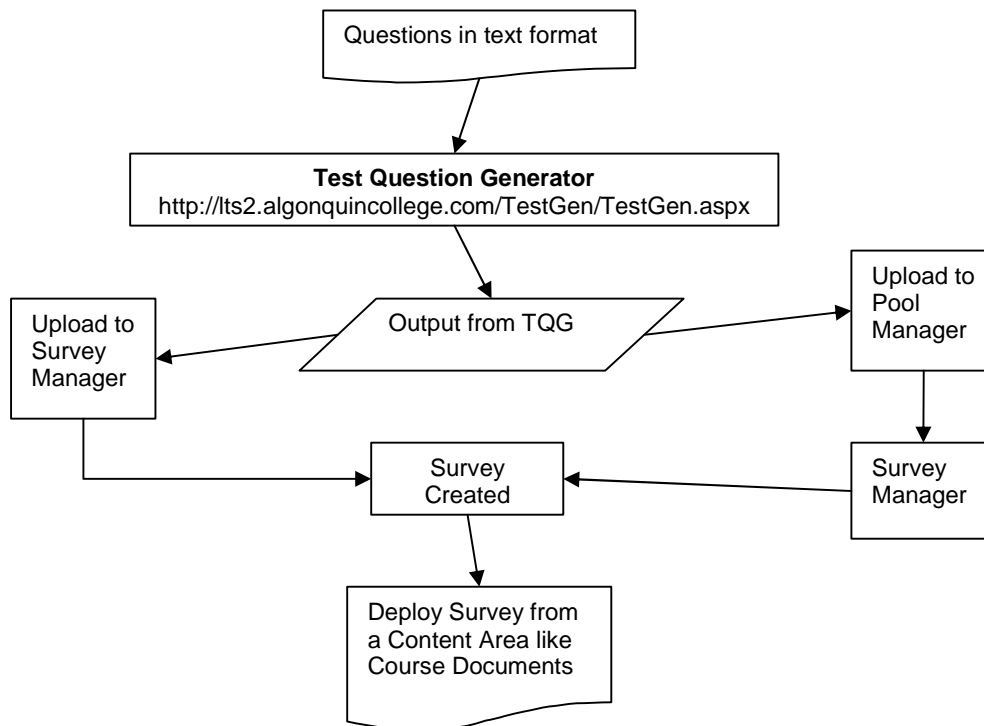 Questions in text format
Test Question Generator
http://lts2.algonquincollege.com/TestGen/TestGen.aspx
Upload to
Pool
Manager
Output from TQG
Upload to
Survey
Manager
Survey
Created
Survey
Manager
Deploy Survey from
a Content Area like
Course Documents